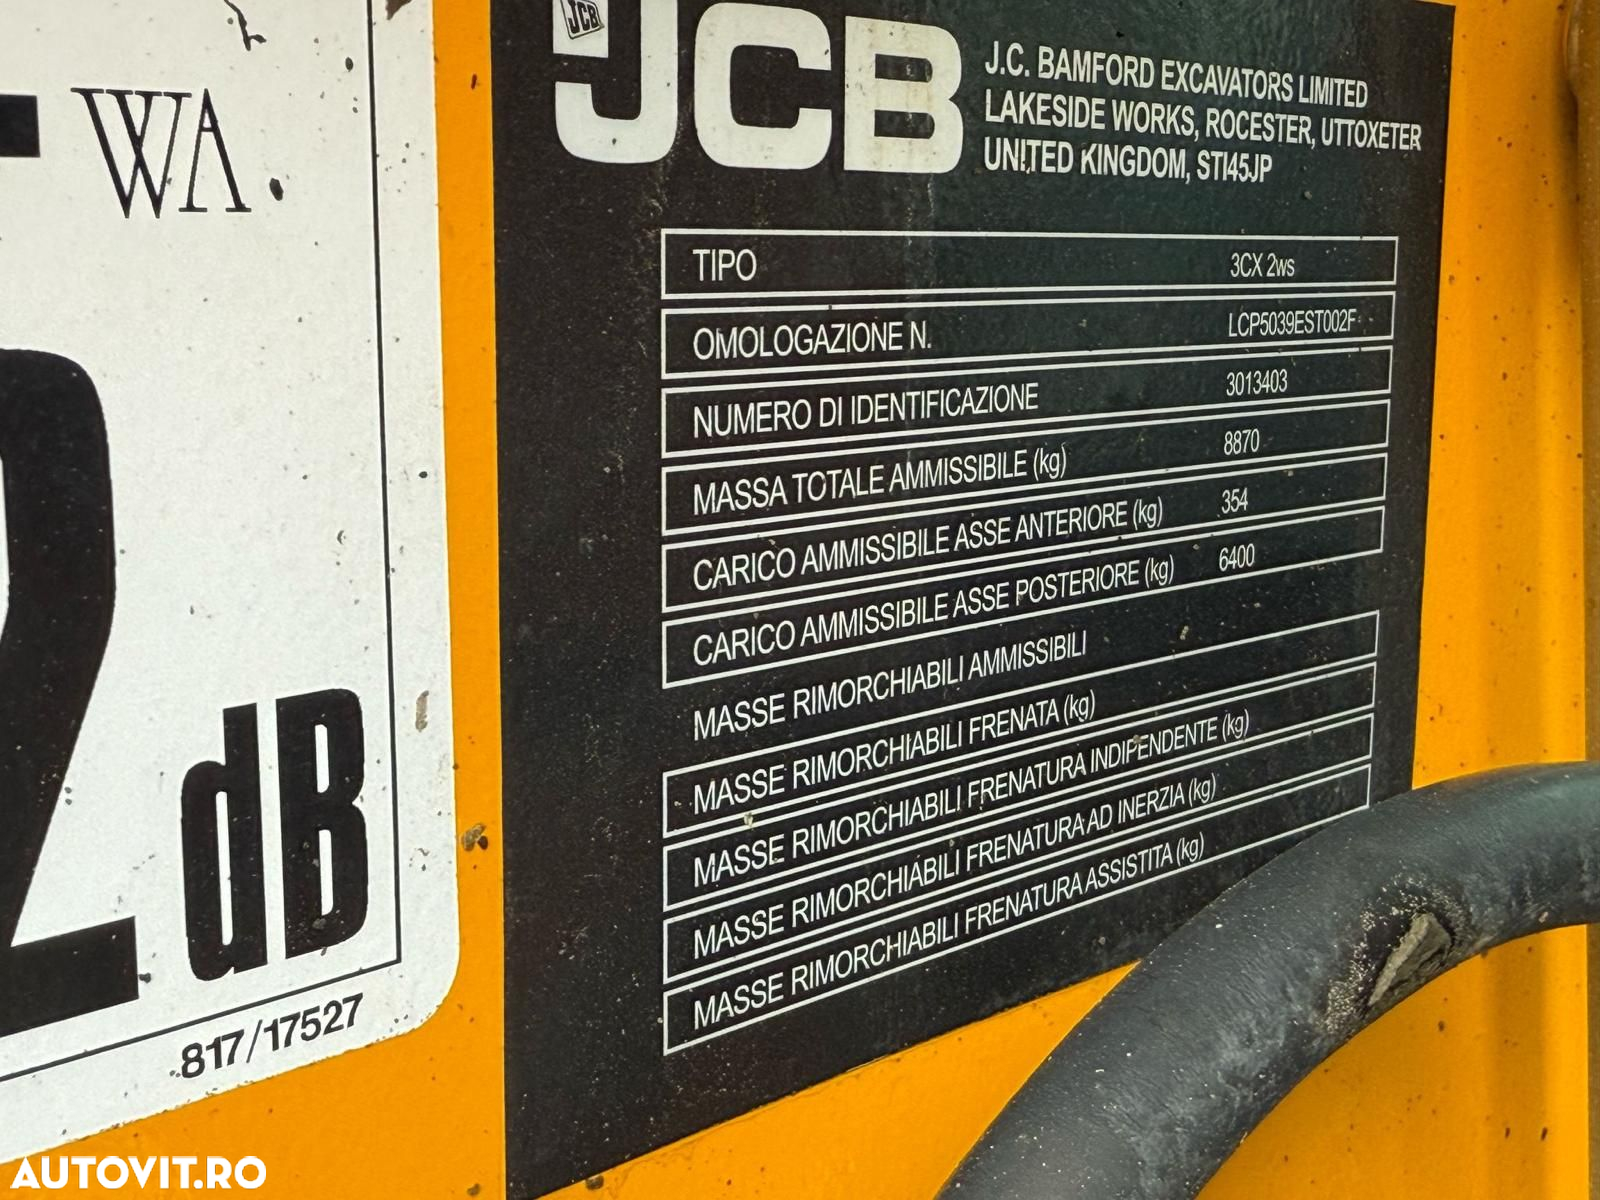 WA
2
dB
817/17527
JCB
JCB
J.C. BAMFORD EXCAVATORS LIMITED
LAKESIDE WORKS, ROCESTER, UTTOXETER
UNITED KINGDOM, STI45JP
TIPO 3CX 2ws
OMOLOGAZIONE N. LCP5039EST002F
NUMERO DI IDENTIFICAZIONE 3013403
MASSA TOTALE AMMISSIBILE (kg) 8870
CARICO AMMISSIBILE ASSE ANTERIORE (kg) 354
CARICO AMMISSIBILE ASSE POSTERIORE (kg) 6400
MASSE RIMORCHIABILI AMMISSIBILI
MASSE RIMORCHIABILI FRENATA (kg)
MASSE RIMORCHIABILI FRENATURA INDIPENDENTE (kg)
MASSE RIMORCHIABILI FRENATURA AD INERZIA (kg)
MASSE RIMORCHIABILI FRENATURA ASSISTITA (kg)
AUTOVIT.RO